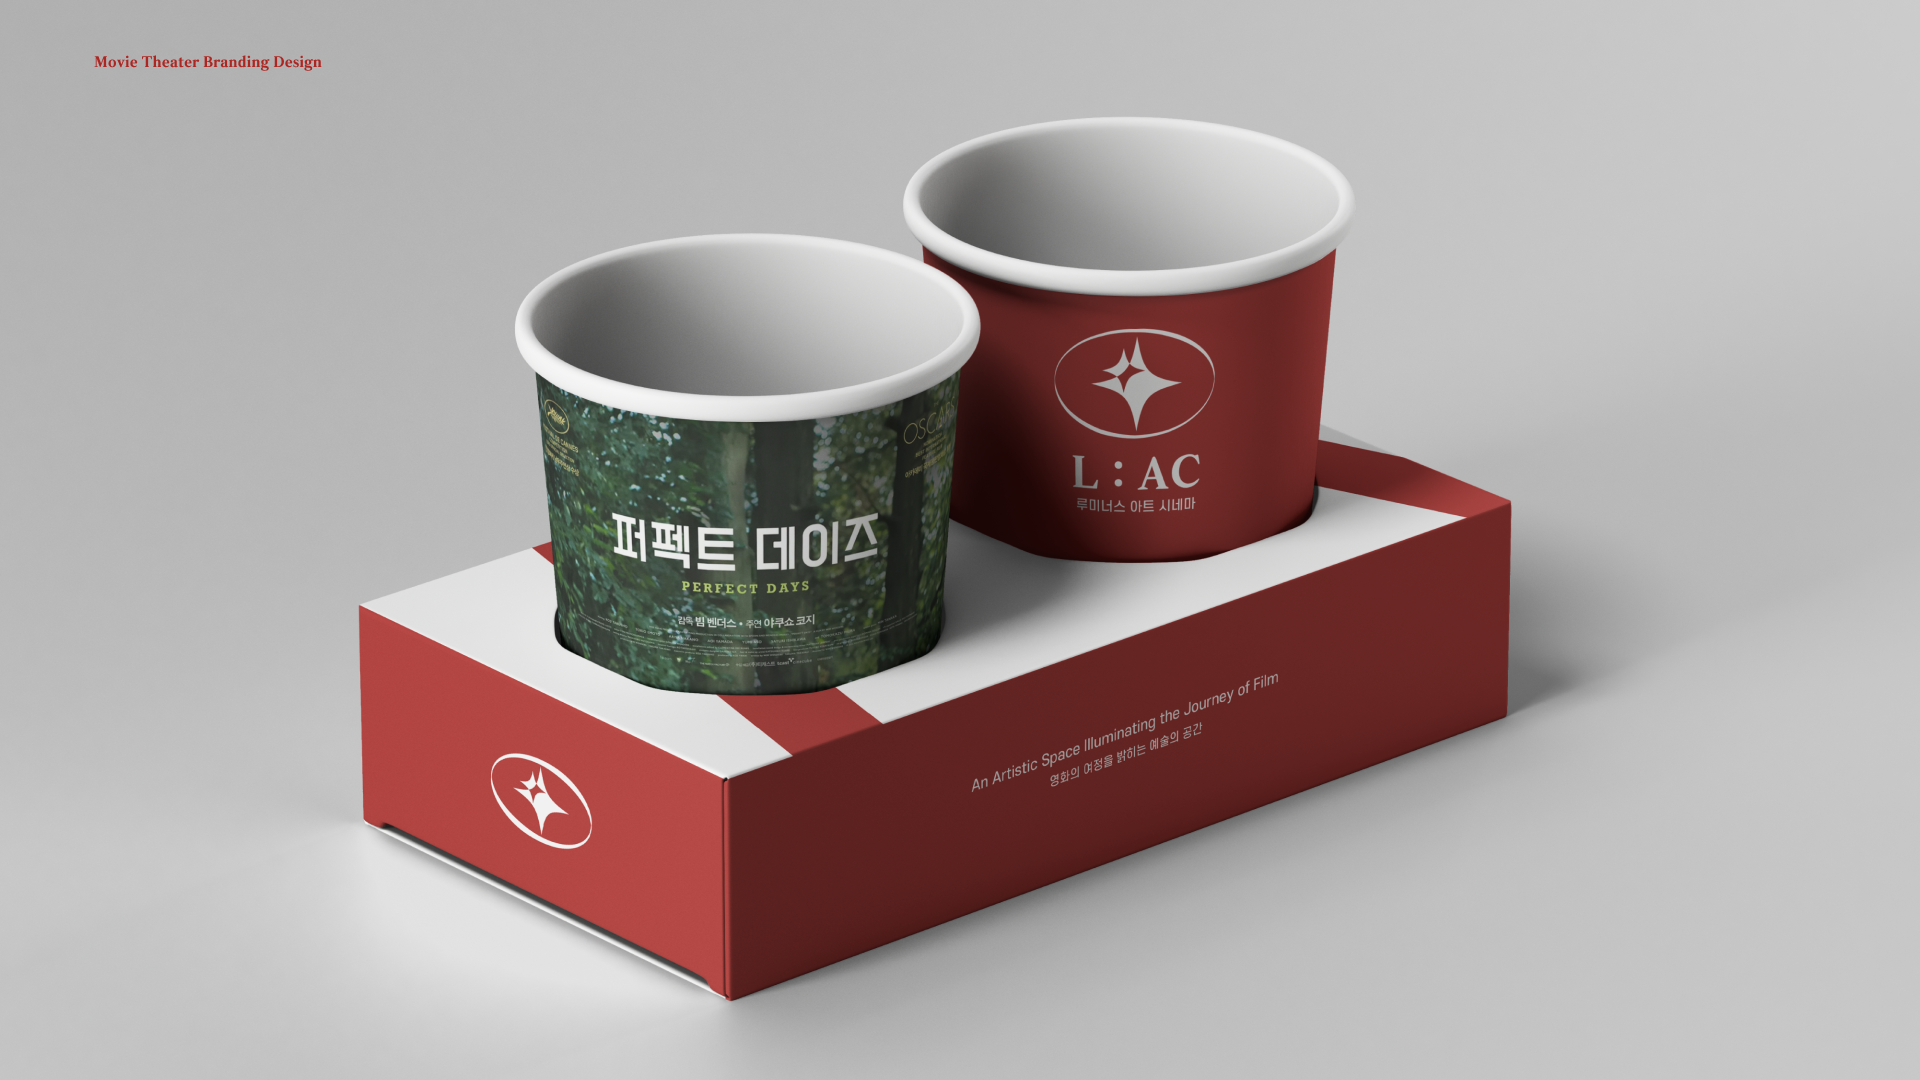 Movie Theater Branding Design
L : AC
루미너스 아트 시네마
OSCARS
퍼펙트 데이즈
PERFECT DAYS
감독 빔 벤더스 • 주연 야쿠쇼 코지
An Artistic Space Illuminating the Journey of Film
영화의 여정을 밝히는 예술의 공간